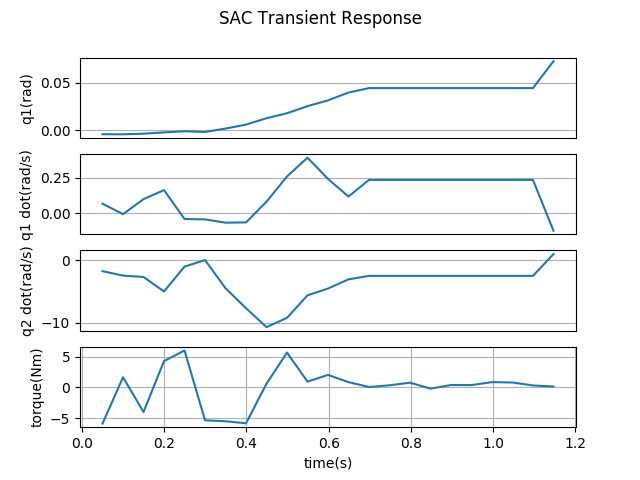 SAC Transient Response
q1(rad)
0.05
0.00
q1 dot(rad/s)
0.25
0.00
q2 dot(rad/s)
0
−10
torque(Nm)
5
0
−5
0.0 0.2 0.4 0.6 0.8 1.0 1.2
time(s)